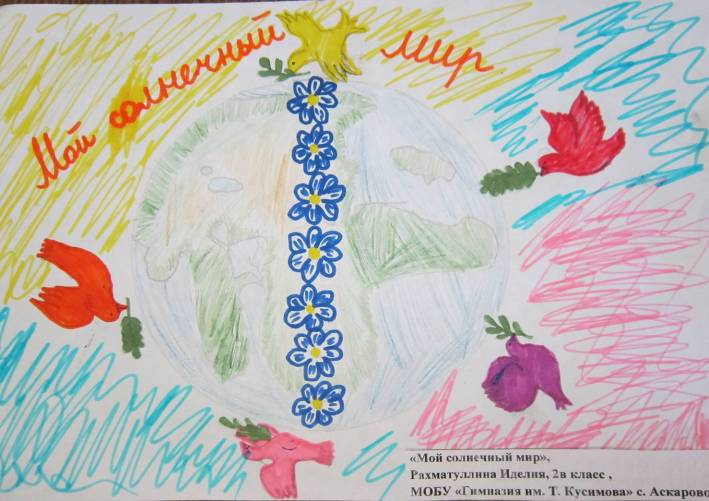 Мой солнечный мир
«Мой солнечный мир»,
Рахматуллина Иделия, 2в класс ,
МОБУ «Гимназия им. Т. Кусимова» с. Аскарово